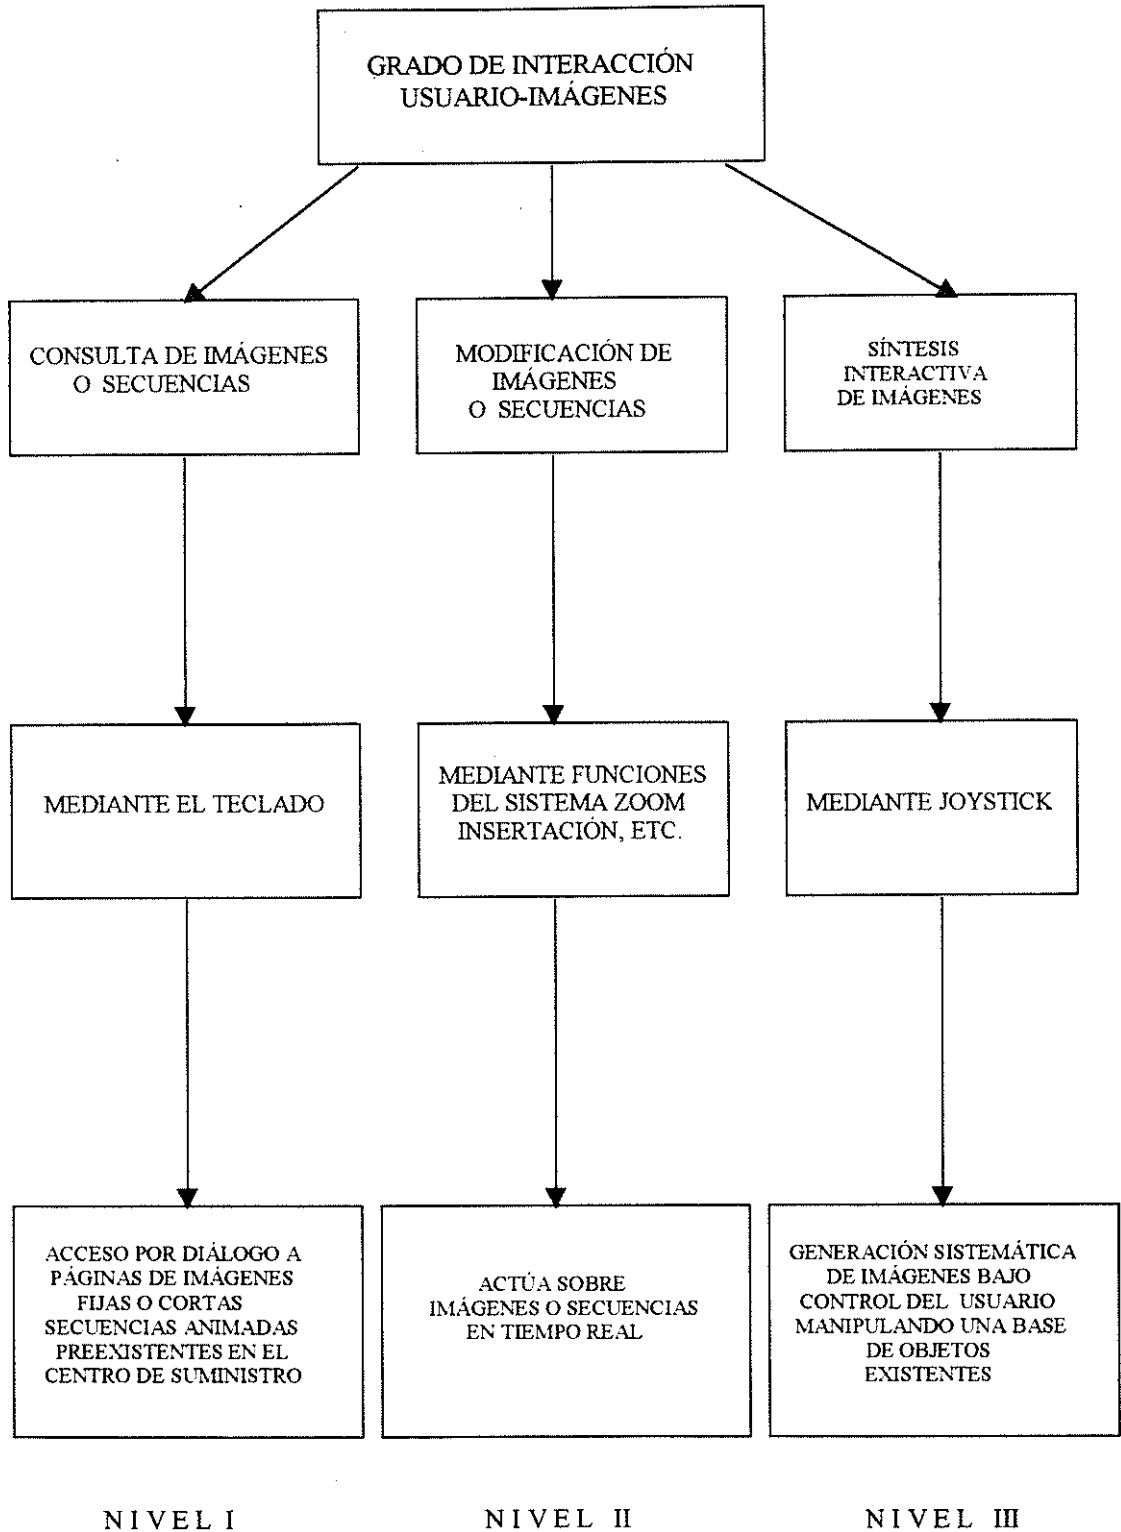 GRADO DE INTERACCIÓN
USUARIO-IMÁGENES
CONSULTA DE IMÁGENES
O SECUENCIAS
MODIFICACIÓN DE
IMÁGENES
O SECUENCIAS
SÍNTESIS
INTERACTIVA
DE IMÁGENES
MEDIANTE EL TECLADO
MEDIANTE FUNCIONES
DEL SISTEMA ZOOM
INSERTACIÓN, ETC.
MEDIANTE JOYSTICK
ACCESO POR DIÁLOGO A
PÁGINAS DE IMÁGENES
FIJAS O CORTAS
SECUENCIAS ANIMADAS
PREEXISTENTES EN EL
CENTRO DE SUMINISTRO
ACTÚA SOBRE
IMÁGENES O SECUENCIAS
EN TIEMPO REAL
GENERACIÓN SISTEMÁTICA
DE IMÁGENES BAJO
CONTROL DEL USUARIO
MANIPULANDO UNA BASE
DE OBJETOS
EXISTENTES
NIVEL I
NIVEL II
NIVEL III